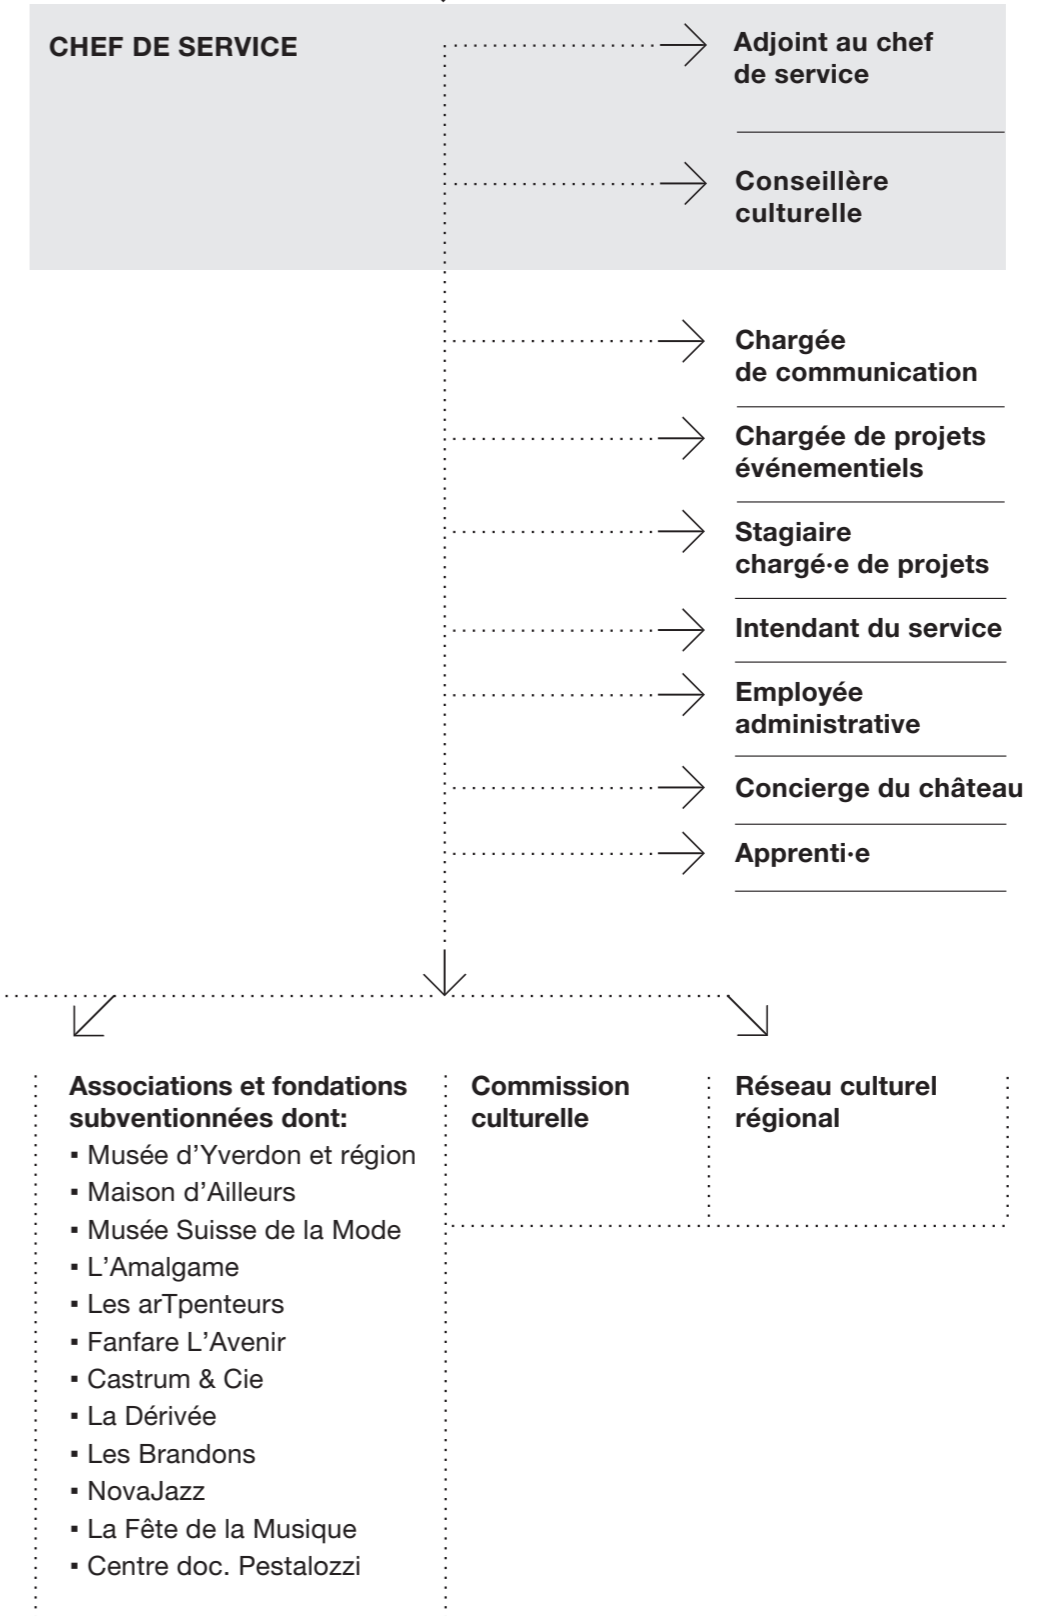 CHEF DE SERVICE
Adjoint au chef
de service
Conseillère
culturelle
Chargée
de communication
Chargée de projets
événementiels
Stagiaire
chargé·e de projets
Intendant du service
Employée
administrative
Concierge du château
Apprenti·e
Associations et fondations
subventionnées dont:
▪ Musée d’Yverdon et région
▪ Maison d’Ailleurs
▪ Musée Suisse de la Mode
▪ L’Amalgame
▪ Les arTpenteurs
▪ Fanfare L’Avenir
▪ Castrum & Cie
▪ La Dérivée
▪ Les Brandons
▪ NovaJazz
▪ La Fête de la Musique
▪ Centre doc. Pestalozzi
Commission
culturelle
Réseau culturel
régional